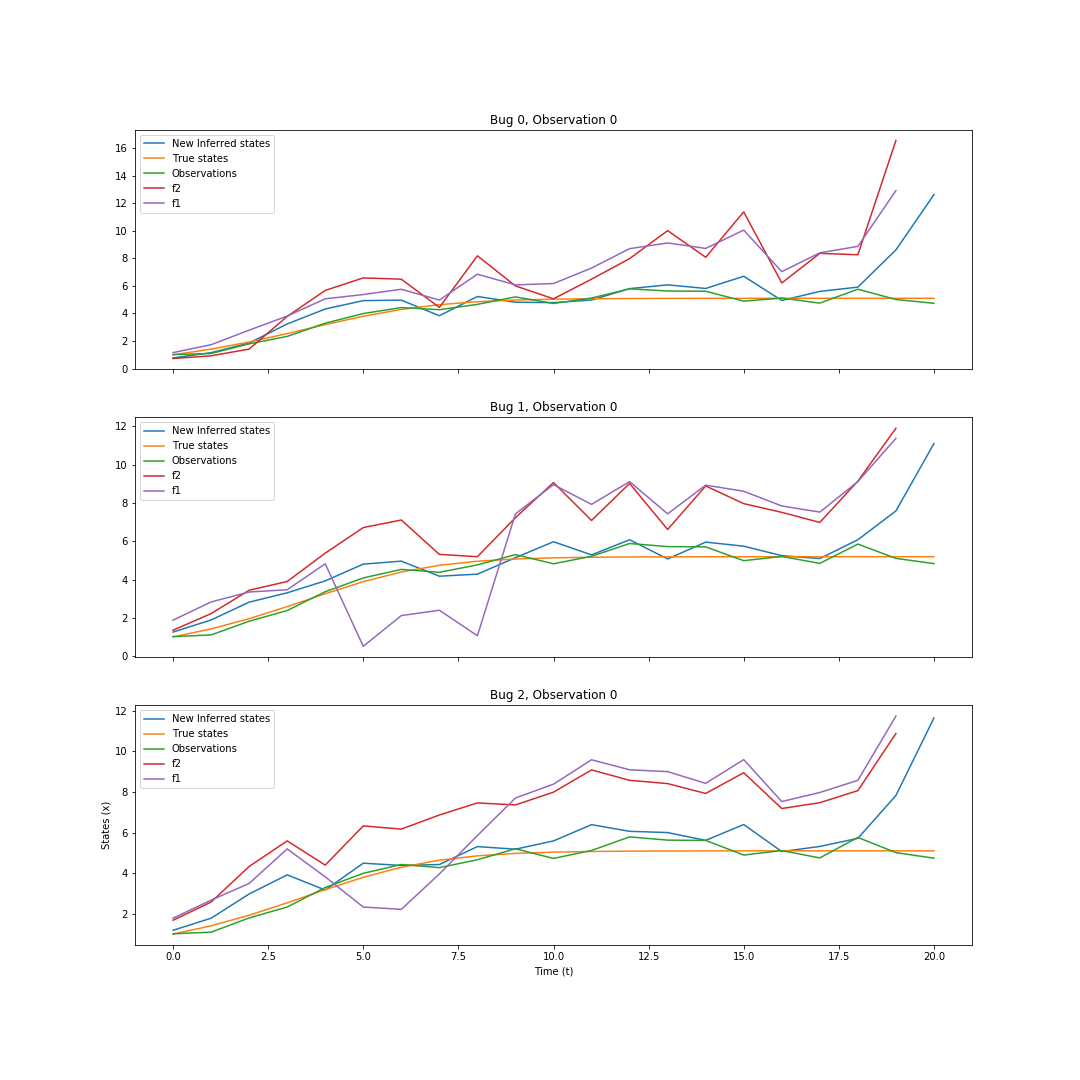 Bug 0, Observation 0
16
14
12
10
8
6
4
2
0
New Inferred states
True states
Observations
f2
f1
Bug 1, Observation 0
12
10
8
6
4
2
0
New Inferred states
True states
Observations
f2
f1
Bug 2, Observation 0
12
10
8
6
4
2
States (x)
New Inferred states
True states
Observations
f2
f1
0.0 2.5 5.0 7.5 10.0 12.5 15.0 17.5 20.0
Time (t)